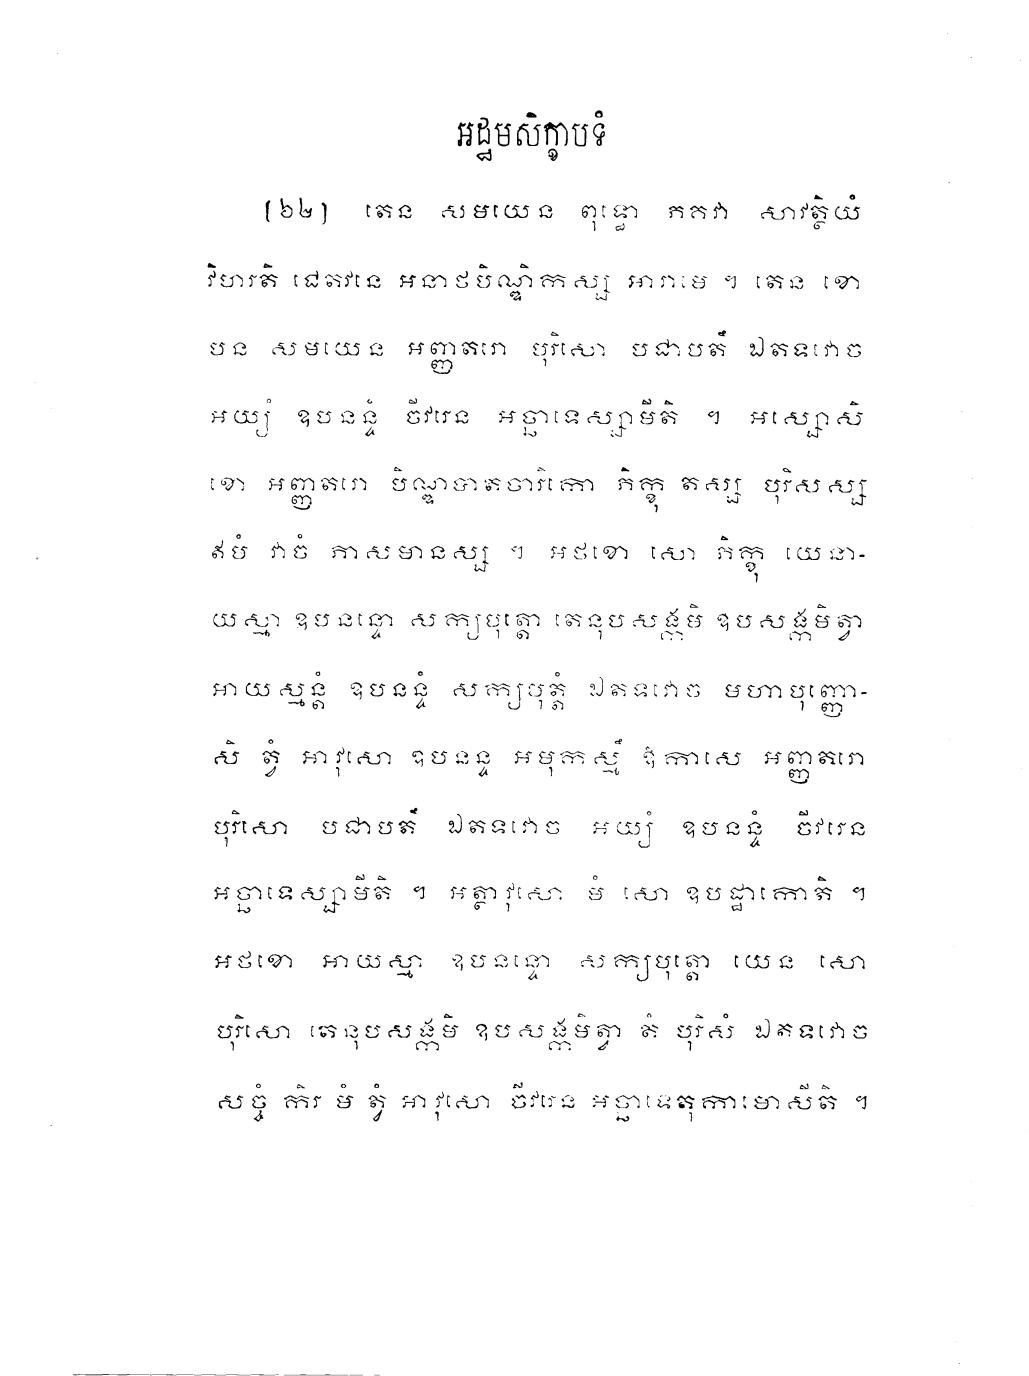 អដ្ឋមសិក្ខាបទំ
(៦២) តេន សមយេន ពុទ្ធោ ភគវា សាវត្ថិយំ
វិហរតិ ជេតវនេ អនាថបិណ្ឌិកស្ស អារាមេ ។ តេន ខោ
បន សមយេន អញ្ញតរោ បុរិសោ បជាបតឹ ឯតទវោច
អយ្យំ ឧបនន្ទំ ចីវរេន អច្ឆាទេស្សាមីតិ ។ អស្សោសិ
ខោ អញ្ញតរោ បិណ្ឌបាតចារិកោ ភិក្ខុ តស្ស បុរិសស្ស
ឥមំ វាចំ ភាសមានស្ស ។ អថខោ សោ ភិក្ខុ យេនា-
យស្មា ឧបនន្ទោ សក្យបុត្តោ តេនុបសង្កមិ ឧបសង្កមិត្វា
អាយស្មន្តំ ឧបនន្ទំ សក្យបុត្តំ ឯតទវោច មហាបុញ្ញោ-
សិ ត្វំ អាវុសោ ឧបនន្ទ អមុកស្មឹ ឱកាសេ អញ្ញតរោ
បុរិសោ បជាបតឹ ឯតទវោច អយ្យំ ឧបនន្ទំ ចីវរេន
អច្ឆាទេស្សាមីតិ ។ អត្ថាវុសោ មំ សោ ឧបដ្ឋាកោតិ ។
អថខោ អាយស្មា ឧបនន្ទោ សក្យបុត្តោ យេន សោ
បុរិសោ តេនុបសង្កមិ ឧបសង្កមិត្វា តំ បុរិសំ ឯតទវោច
សច្ចំ កិរ មំ ត្វំ អាវុសោ ចីវរេន អច្ឆាទេតុកាមោសីតិ ។